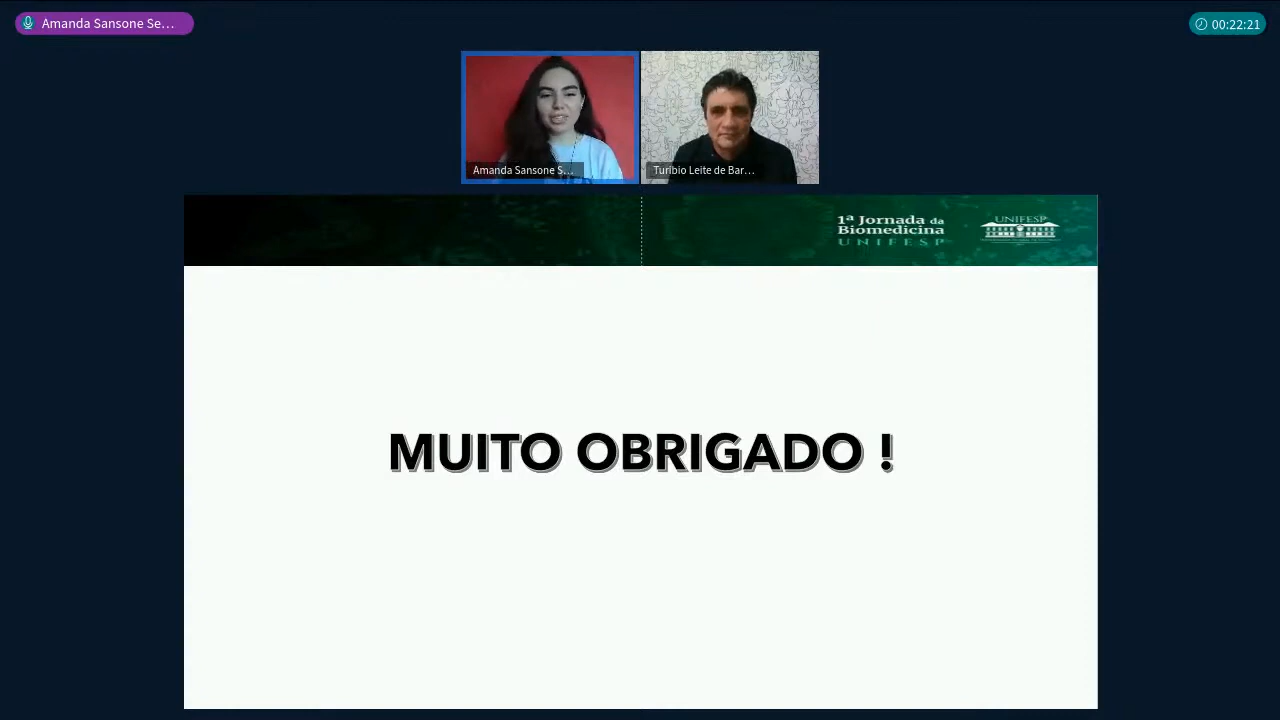 Amanda Sansone Se...
00:22:21
Amanda Sansone S...
Turibio Leite de Bar...
1ª Jornada da
Biomedicina
UNIFESP
UNIFESP
MUITO OBRIGADO !